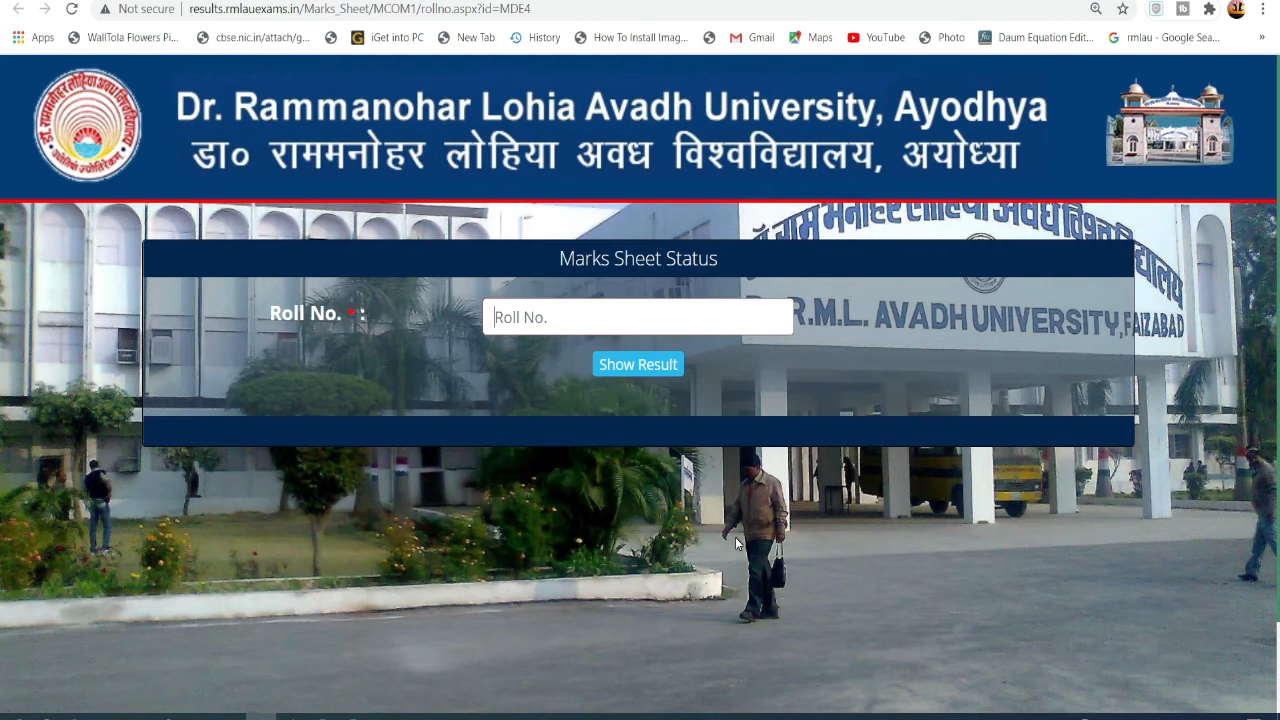 Not secure | results.rmlauexams.in/Marks_Sheet/MCOM1/rollno.aspx?id=MDE4
Apps WallTola Flowers Pi... cbse.nic.in/attach/g... iGet into PC New Tab History How To Install Imag... Gmail Maps YouTube Photo Daum Equation Edit... rmlau - Google Sea... »
Dr. Rammanohar Lohia Avadh University, Ayodhya
डा० राममनोहर लोहिया अवध विश्वविद्यालय, अयोध्या
Marks Sheet Status
Roll No. * :
Roll No.
Show Result
R.M.L. AVADH UNIVERSITY, FAIZABAD